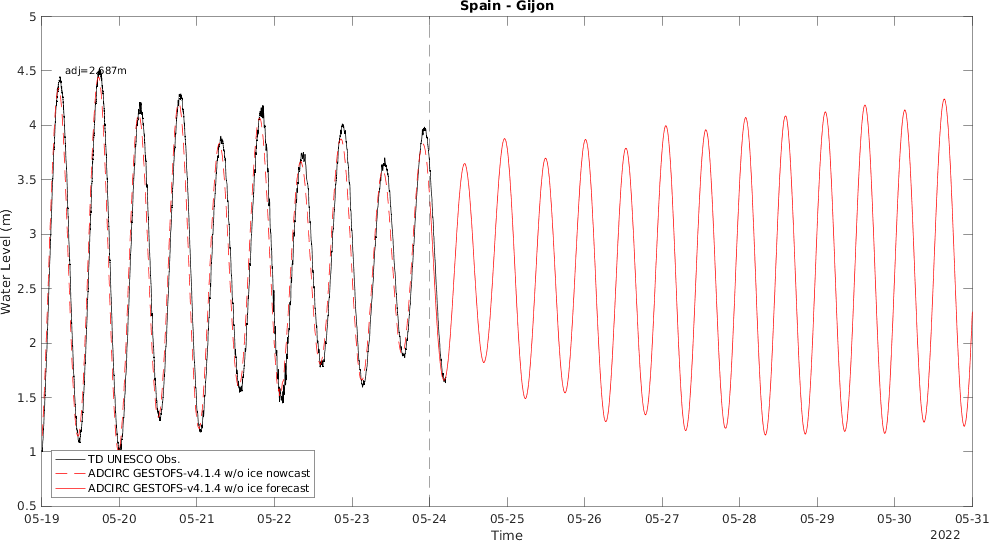 Spain - Gijon
5
4.5
4
3.5
3
2.5
2
1.5
1
0.5
Water Level (m)
adj=2.687m
TD UNESCO Obs.
ADCIRC GESTOFS-v4.1.4 w/o ice nowcast
ADCIRC GESTOFS-v4.1.4 w/o ice forecast
05-19 05-20 05-21 05-22 05-23 05-24 05-25 05-26 05-27 05-28 05-29 05-30 05-31
Time
2022